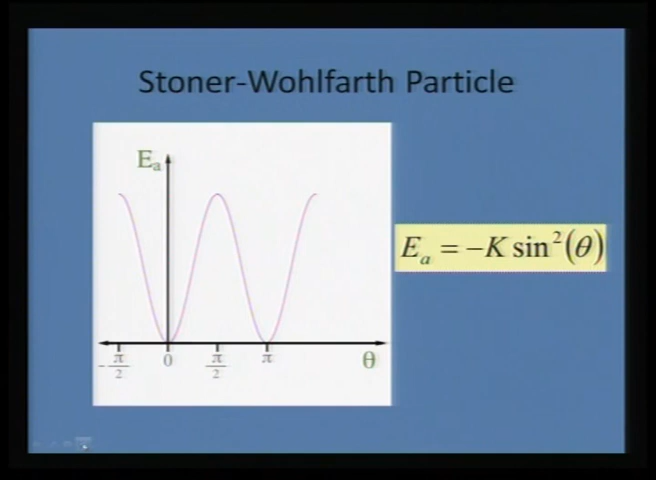 Stoner-Wohlfarth Particle
Eₐ
Eₐ = −K sin²(θ)
-π/2 0 π/2 π θ